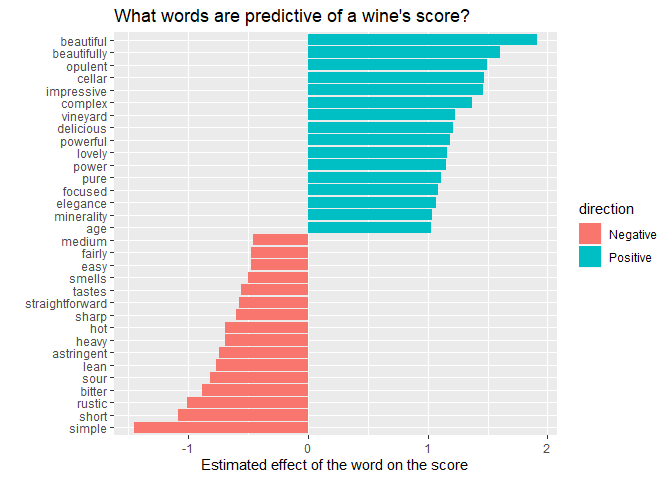 What words are predictive of a wine's score?
beautiful
beautifully
opulent
cellar
impressive
complex
vineyard
delicious
powerful
lovely
power
pure
focused
elegance
minerality
age
medium
fairly
easy
smells
tastes
straightforward
sharp
hot
heavy
astringent
lean
sour
bitter
rustic
short
simple
-1 0 1 2
Estimated effect of the word on the score
direction
Negative
Positive